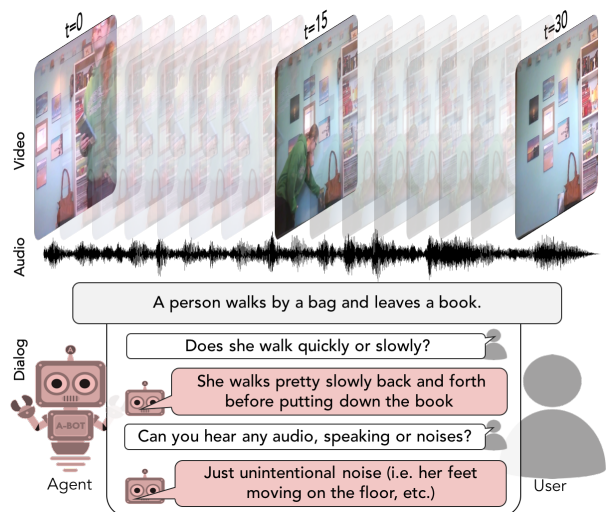 t=0
t=15
t=30
Video
Audio
A person walks by a bag and leaves a book.
Dialog
Does she walk quickly or slowly?
She walks pretty slowly back and forth
before putting down the book
Can you hear any audio, speaking or noises?
Just unintentional noise (i.e. her feet
moving on the floor, etc.)
A
A-BOT
Agent
User